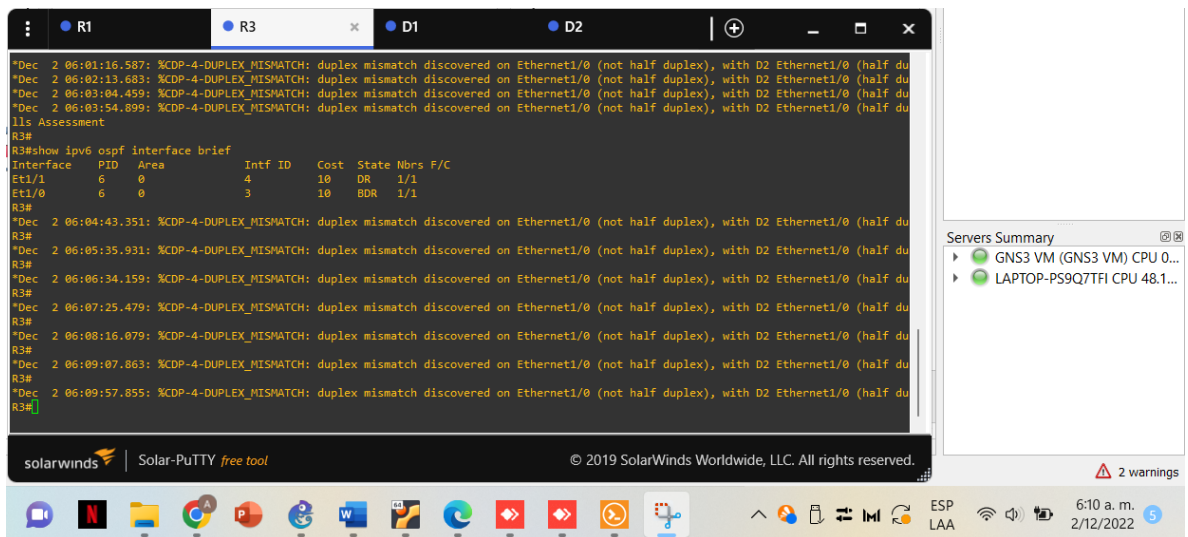 R1 R3 × D1 D2
*Dec  2 06:01:16.587: %CDP-4-DUPLEX_MISMATCH: duplex mismatch discovered on Ethernet1/0 (not half duplex), with D2 Ethernet1/0 (half du
*Dec  2 06:02:13.683: %CDP-4-DUPLEX_MISMATCH: duplex mismatch discovered on Ethernet1/0 (not half duplex), with D2 Ethernet1/0 (half du
*Dec  2 06:03:04.459: %CDP-4-DUPLEX_MISMATCH: duplex mismatch discovered on Ethernet1/0 (not half duplex), with D2 Ethernet1/0 (half du
*Dec  2 06:03:54.899: %CDP-4-DUPLEX_MISMATCH: duplex mismatch discovered on Ethernet1/0 (not half duplex), with D2 Ethernet1/0 (half du
lls Assessment
R3#
R3#show ipv6 ospf interface brief
Interface    PID   Area            Intf ID    Cost  State Nbrs F/C
Et1/1        6     0               4          10    DR    1/1
Et1/0        6     0               3          10    BDR   1/1
R3#
*Dec  2 06:04:43.351: %CDP-4-DUPLEX_MISMATCH: duplex mismatch discovered on Ethernet1/0 (not half duplex), with D2 Ethernet1/0 (half du
R3#
*Dec  2 06:05:35.931: %CDP-4-DUPLEX_MISMATCH: duplex mismatch discovered on Ethernet1/0 (not half duplex), with D2 Ethernet1/0 (half du
R3#
*Dec  2 06:06:34.159: %CDP-4-DUPLEX_MISMATCH: duplex mismatch discovered on Ethernet1/0 (not half duplex), with D2 Ethernet1/0 (half du
R3#
*Dec  2 06:07:25.479: %CDP-4-DUPLEX_MISMATCH: duplex mismatch discovered on Ethernet1/0 (not half duplex), with D2 Ethernet1/0 (half du
R3#
*Dec  2 06:08:16.079: %CDP-4-DUPLEX_MISMATCH: duplex mismatch discovered on Ethernet1/0 (not half duplex), with D2 Ethernet1/0 (half du
R3#
*Dec  2 06:09:07.863: %CDP-4-DUPLEX_MISMATCH: duplex mismatch discovered on Ethernet1/0 (not half duplex), with D2 Ethernet1/0 (half du
R3#
*Dec  2 06:09:57.855: %CDP-4-DUPLEX_MISMATCH: duplex mismatch discovered on Ethernet1/0 (not half duplex), with D2 Ethernet1/0 (half du
R3#
solarwinds Solar-PuTTY free tool © 2019 SolarWinds Worldwide, LLC. All rights reserved.
Servers Summary
GNS3 VM (GNS3 VM) CPU 0...
LAPTOP-PS9Q7TFI CPU 48.1...
2 warnings
N A P W 64
ESP
LAA
6:10 a. m.
2/12/2022
5